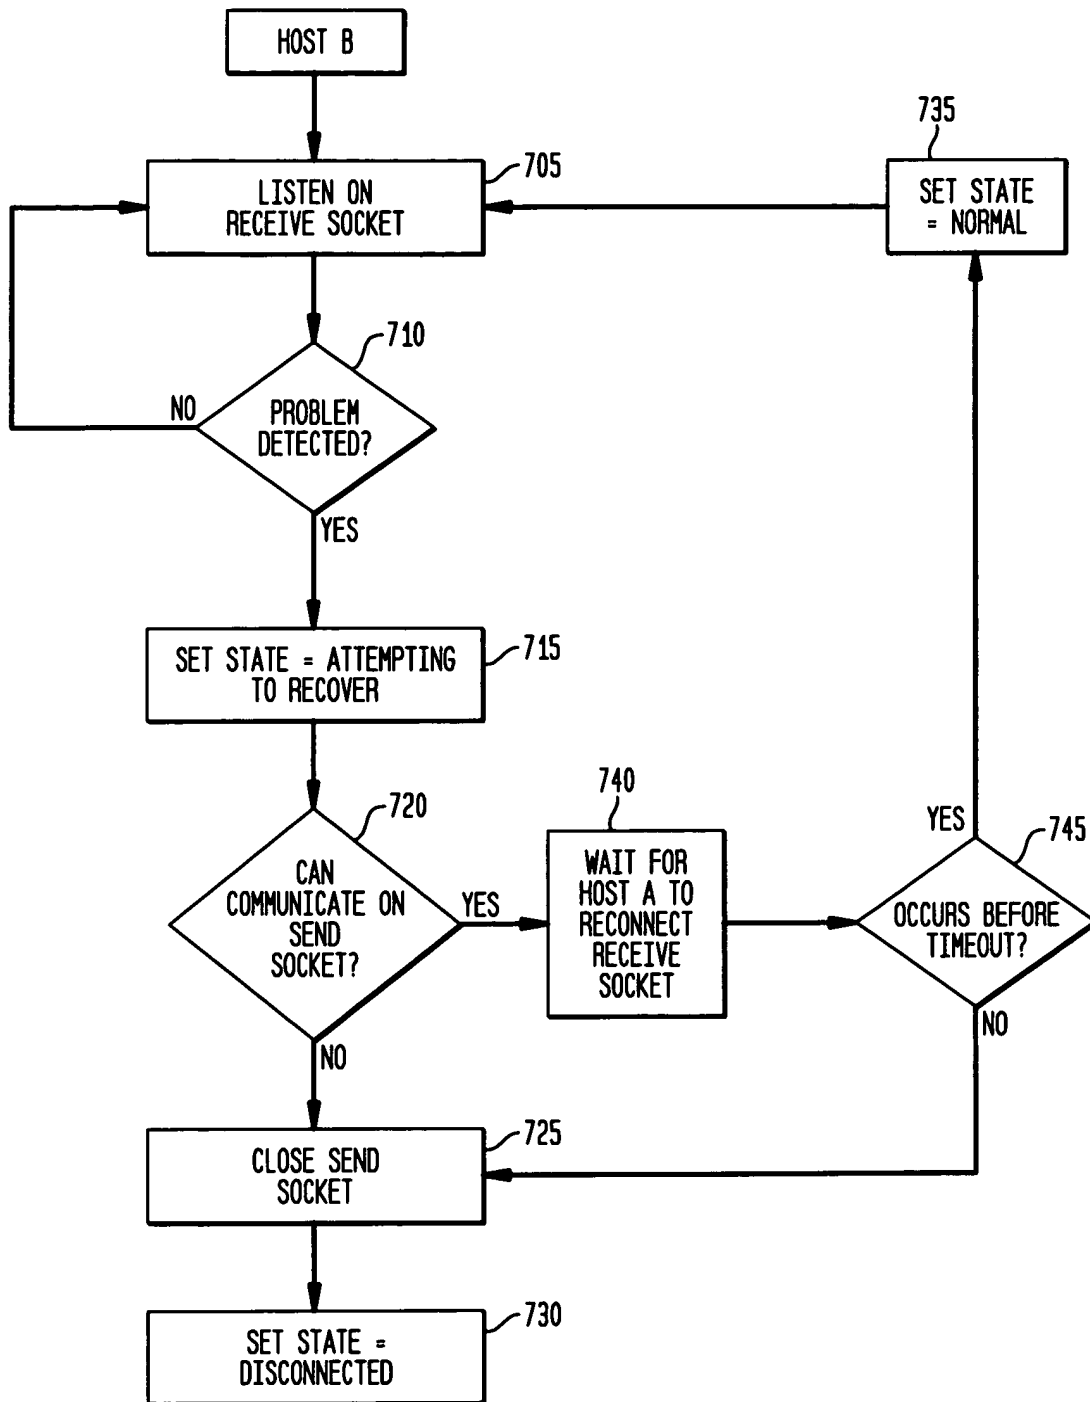 HOST B
735
705
LISTEN ON
RECEIVE SOCKET
SET STATE
= NORMAL
710
NO
PROBLEM
DETECTED?
YES
715
SET STATE = ATTEMPTING
TO RECOVER
740
720
YES
745
CAN
COMMUNICATE ON
SEND
SOCKET?
YES
WAIT FOR
HOST A TO
RECONNECT
RECEIVE
SOCKET
OCCURS BEFORE
TIMEOUT?
NO
NO
725
CLOSE SEND
SOCKET
730
SET STATE =
DISCONNECTED